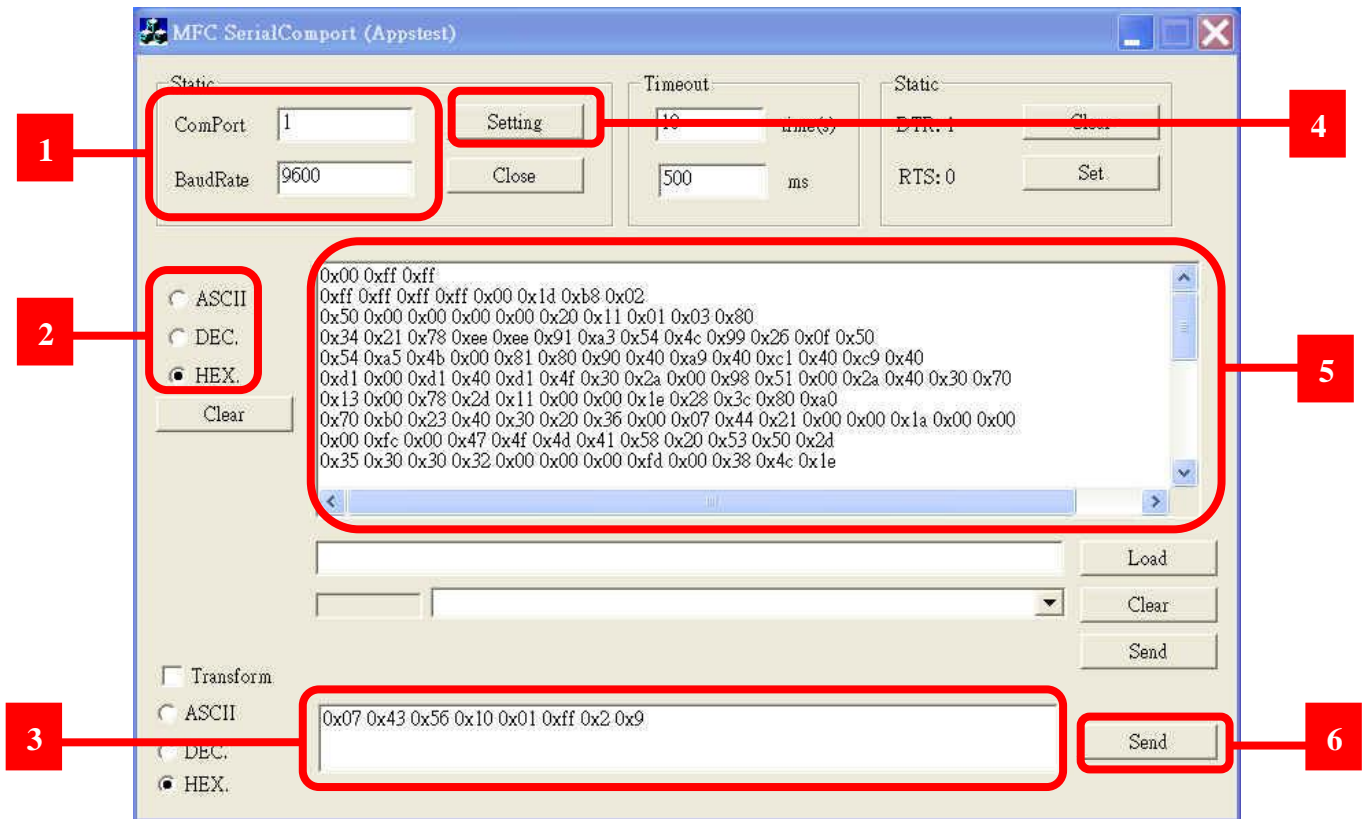 MFC SerialComport (Appstest)
Static
Timeout
Static
ComPort 1 Setting 10 time(s) DTR: 1 Clear
BaudRate 9600 Close 500 ms RTS: 0 Set
1
4
ASCII
DEC.
HEX.
Clear
2
0x00 0xff 0xff
0xff 0xff 0xff 0xff 0x00 0x1d 0xb8 0x02
0x50 0x00 0x00 0x00 0x00 0x20 0x11 0x01 0x03 0x80
0x34 0x21 0x78 0xee 0xee 0x91 0xa3 0x54 0x4c 0x99 0x26 0x0f 0x50
0x54 0xa5 0x4b 0x00 0x81 0x80 0x90 0x40 0xa9 0x40 0xc1 0x40 0xc9 0x40
0xd1 0x00 0xd1 0x40 0xd1 0x4f 0x30 0x2a 0x00 0x98 0x51 0x00 0x2a 0x40 0x30 0x70
0x13 0x00 0x78 0x2d 0x11 0x00 0x00 0x1e 0x28 0x3c 0x80 0xa0
0x70 0xb0 0x23 0x40 0x30 0x20 0x36 0x00 0x07 0x44 0x21 0x00 0x00 0x1a 0x00 0x00
0x00 0xfc 0x00 0x47 0x4f 0x4d 0x41 0x58 0x20 0x53 0x50 0x2d
0x35 0x30 0x30 0x32 0x00 0x00 0x00 0xfd 0x00 0x38 0x4c 0x1e
5
Load
Clear
Send
Transform
ASCII
DEC.
HEX.
3
0x07 0x43 0x56 0x10 0x01 0xff 0x2 0x9
Send
6